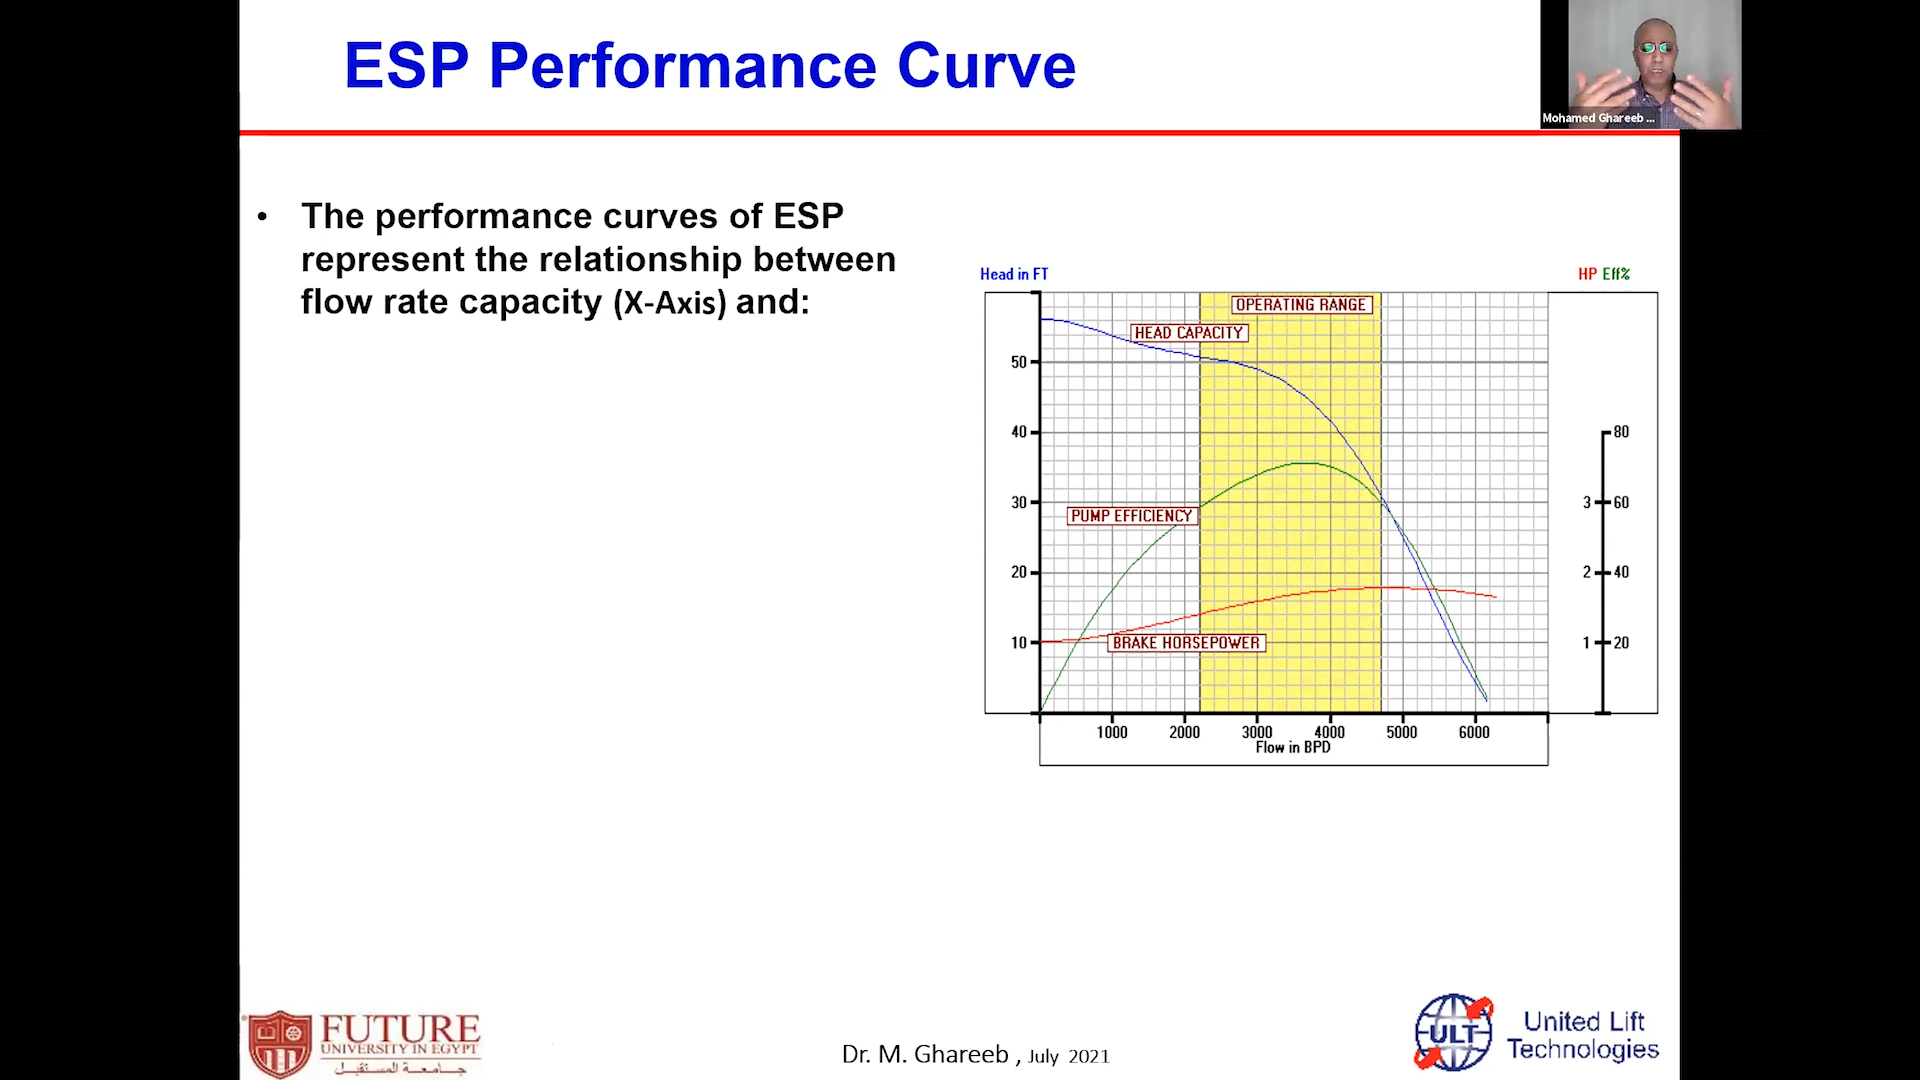 ESP Performance Curve
Mohamed Ghareeb ...
• The performance curves of ESP
represent the relationship between
flow rate capacity (X-Axis) and:
Head in FT
HP Eff%
OPERATING RANGE
HEAD CAPACITY
50
40
80
30
3 60
PUMP EFFICIENCY
20
2 40
10
1 20
BRAKE HORSEPOWER
1000 2000 3000 4000 5000 6000
Flow in BPD
FUTURE
UNIVERSITY IN EGYPT
جامعة المستقبل
Dr. M. Ghareeb , July 2021
ULT
United Lift
Technologies